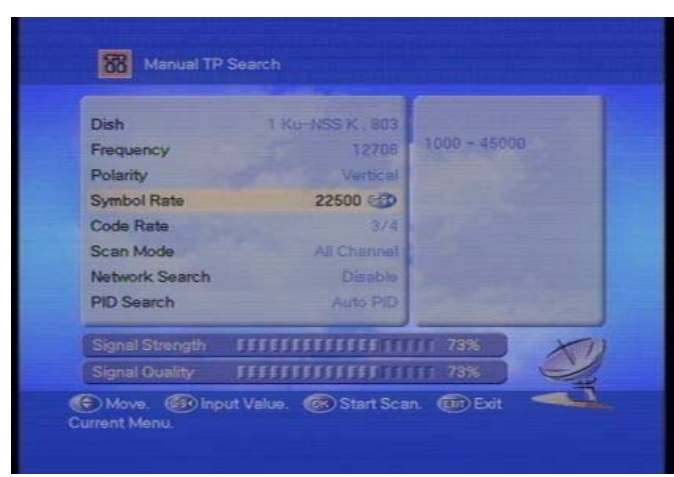 Manual TP Search
Dish 1 Ku-NSS K , 803
Frequency 12706
Polarity Vertical
Symbol Rate 22500
Code Rate 3/4
Scan Mode All Channel
Network Search Disable
PID Search Auto PID
1000 ~ 45000
Signal Strength 73%
Signal Quality 73%
Move. Input Value. OK Start Scan. EXIT Exit
Current Menu.